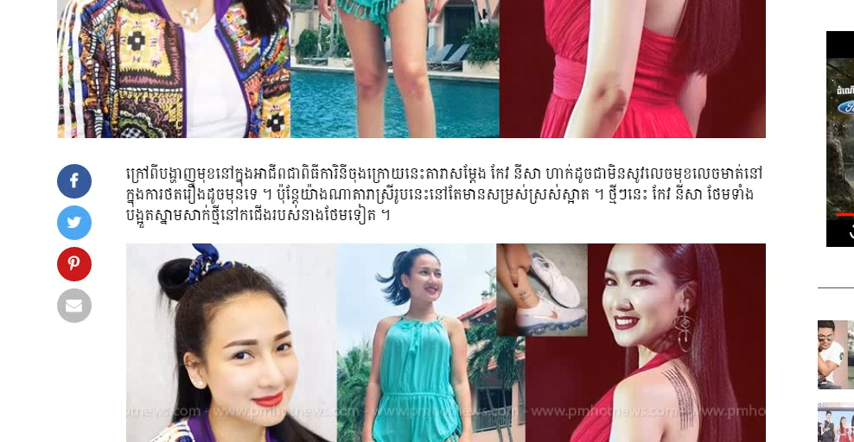 ក្រៅពីបង្ហាញមុខនៅក្នុងអាជីពជាពិធីការិនីចុងក្រោយនេះតារាសម្ដែង កែវ នីសា ហាក់ដូចជាមិនសូវលេចមុខលេចមាត់នៅ
ក្នុងការថតរឿងដូចមុនទេ ។ ប៉ុន្តែយ៉ាងណាតារាស្រីរូបនេះនៅតែមានសម្រស់ស្រស់ស្អាត ។ ថ្មីៗនេះ កែវ នីសា ថែមទាំង
បង្អួតស្នាមសាក់ថ្មីនៅកជើងរបស់នាងថែមទៀត ។
www.pmhotnews.com - www.pmhotnews.com - www.pmhotnews.com - www.pmho